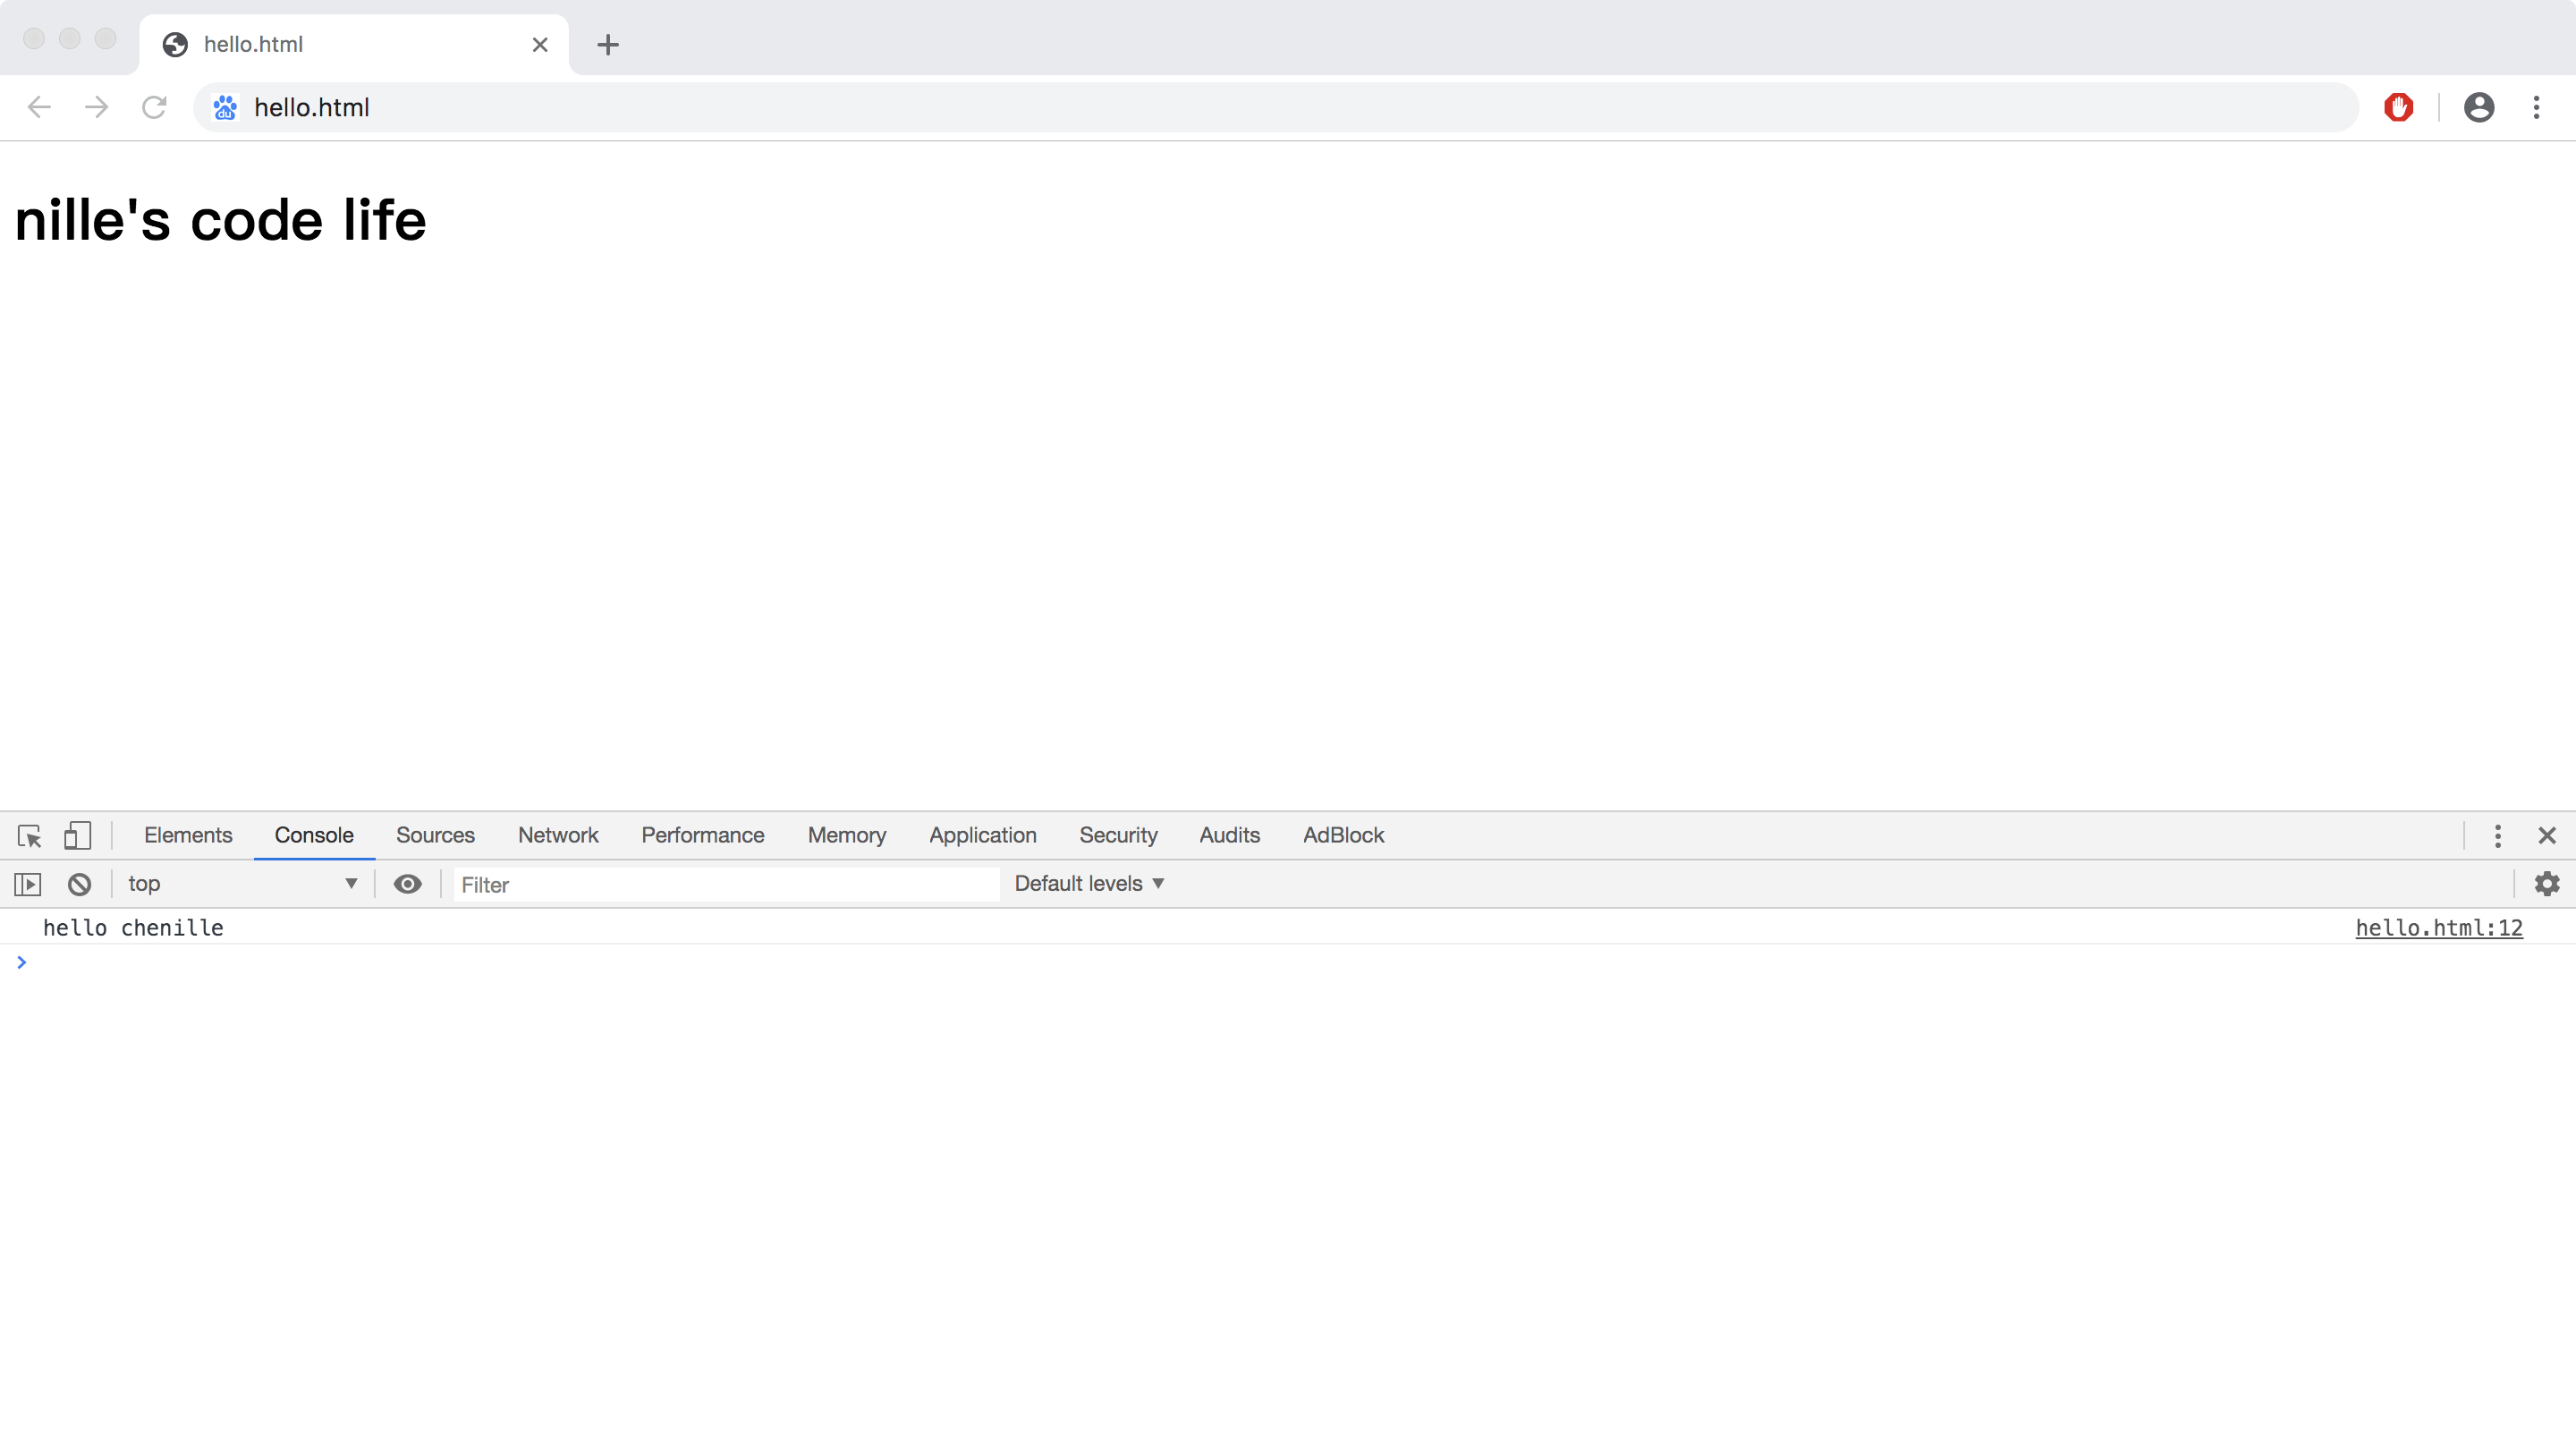 hello.html
du hello.html
nille's code life
Elements Console Sources Network Performance Memory Application Security Audits AdBlock
top Filter Default levels
hello chenille hello.html:12